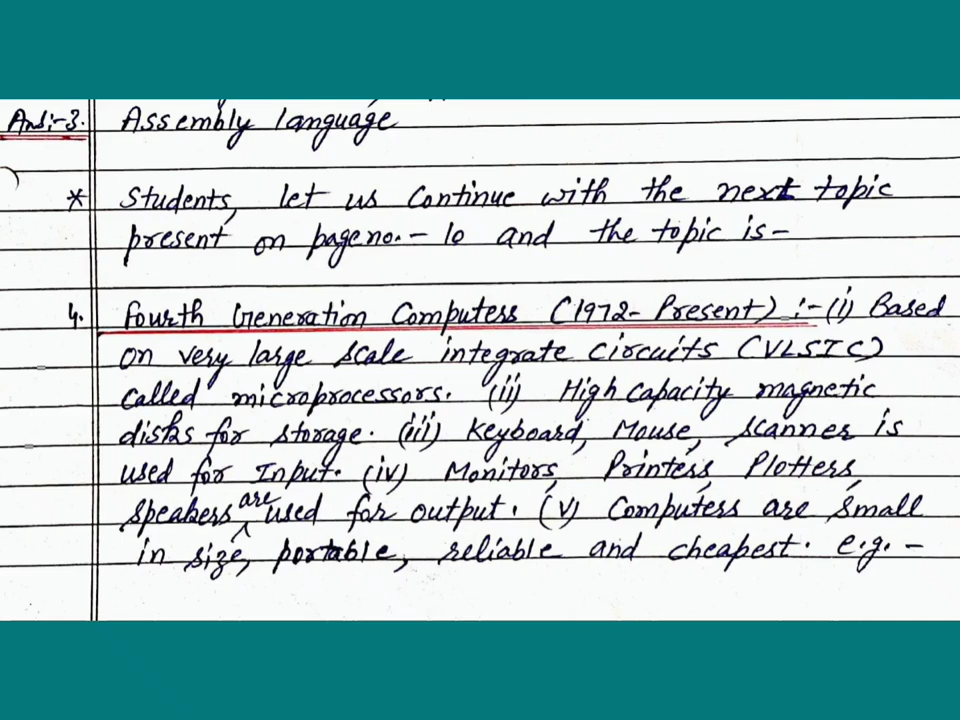 Ans:-3. Assembly language
* Students, let us continue with the next topic
present on page no. - 10 and the topic is -
4. Fourth Generation Computers (1972- Present) :- (i) Based
on very large scale integrate circuits (VLSIC)
called microprocessors. (ii) High capacity magnetic
disks for storage. (iii) Keyboard, Mouse, Scanner is
used for Input. (iv) Monitors, Printers, Plotters,
Speakers are used for output. (v) Computers are small
in size, portable, reliable and cheapest. e.g. -